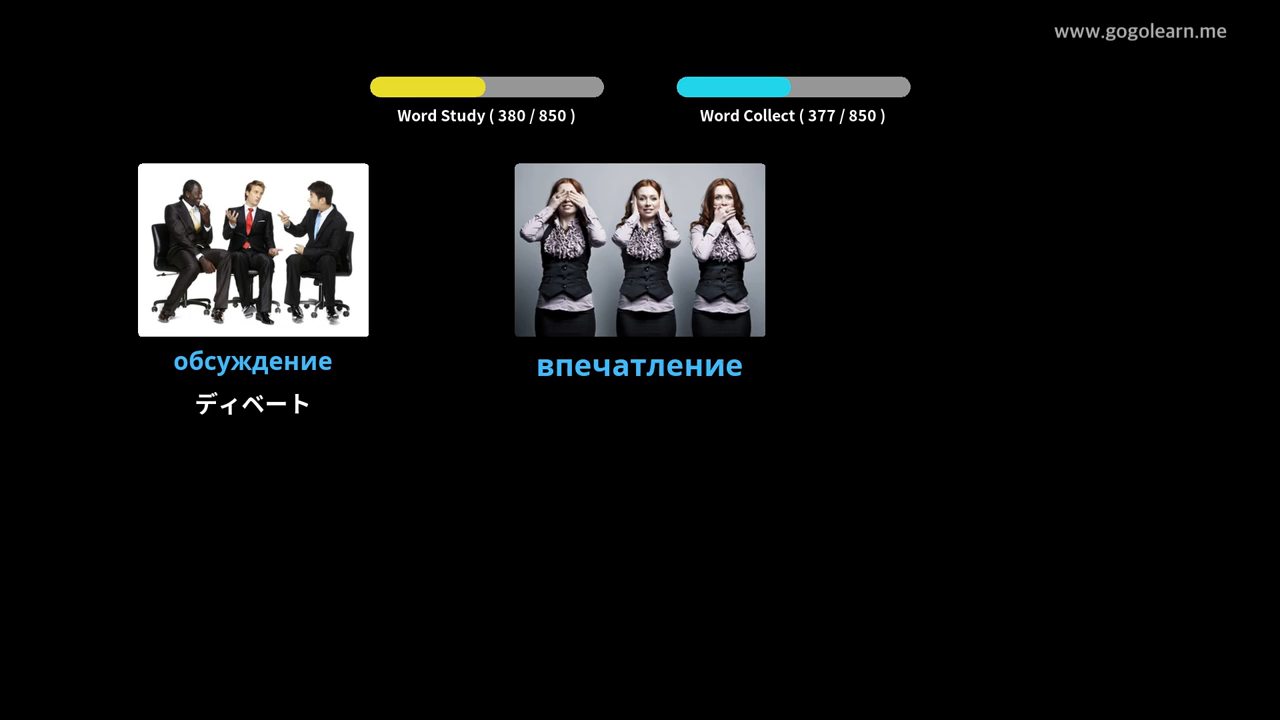 www.gogolearn.me
Word Study ( 380 / 850 )
Word Collect ( 377 / 850 )
обсуждение
ディベート
впечатление